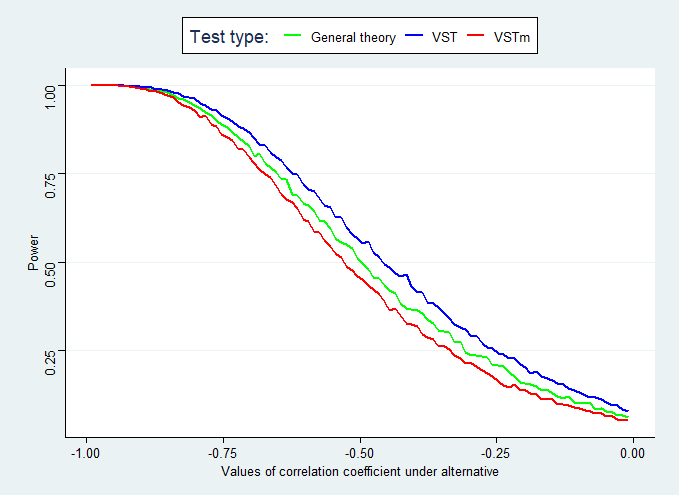 Test type: General theory VST VSTm
1.00
0.75
0.50
0.25
Power
-1.00 -0.75 -0.50 -0.25 0.00
Values of correlation coefficient under alternative